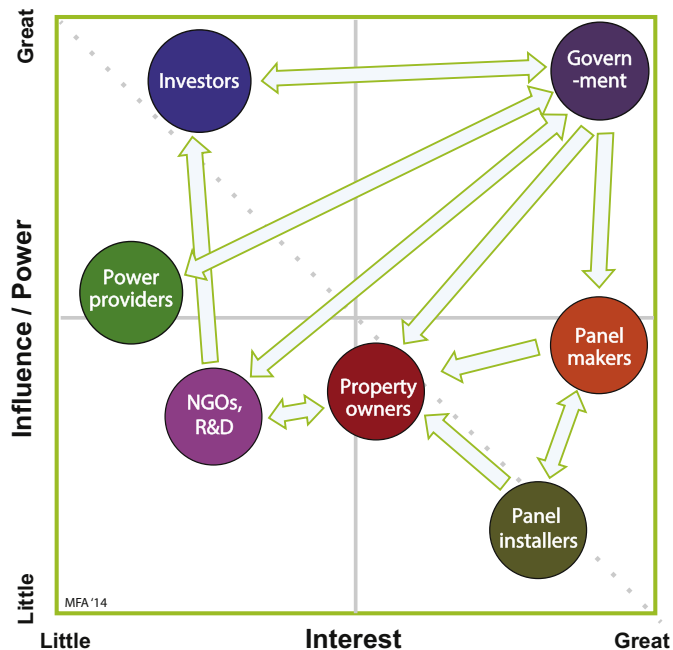 Great
Influence / Power
Little
Investors
Govern
-ment
Power
providers
Panel
makers
Property
owners
NGOs,
R&D
Panel
installers
MFA '14
Little
Interest
Great